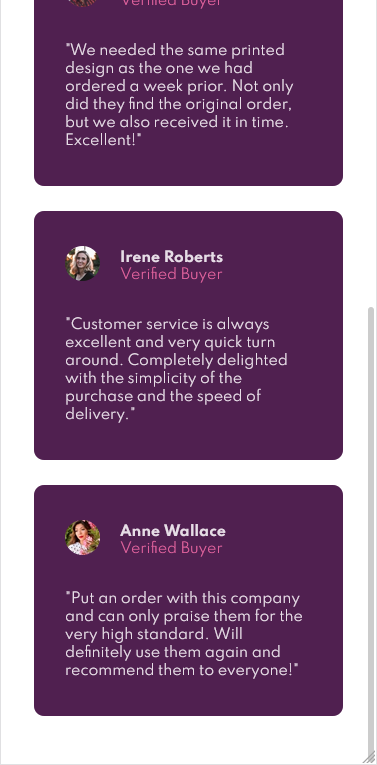 Verified Buyer
"We needed the same printed
design as the one we had
ordered a week prior. Not only
did they find the original order,
but we also received it in time.
Excellent!"
Irene Roberts
Verified Buyer
"Customer service is always
excellent and very quick turn
around. Completely delighted
with the simplicity of the
purchase and the speed of
delivery."
Anne Wallace
Verified Buyer
"Put an order with this company
and can only praise them for the
very high standard. Will
definitely use them again and
recommend them to everyone!"